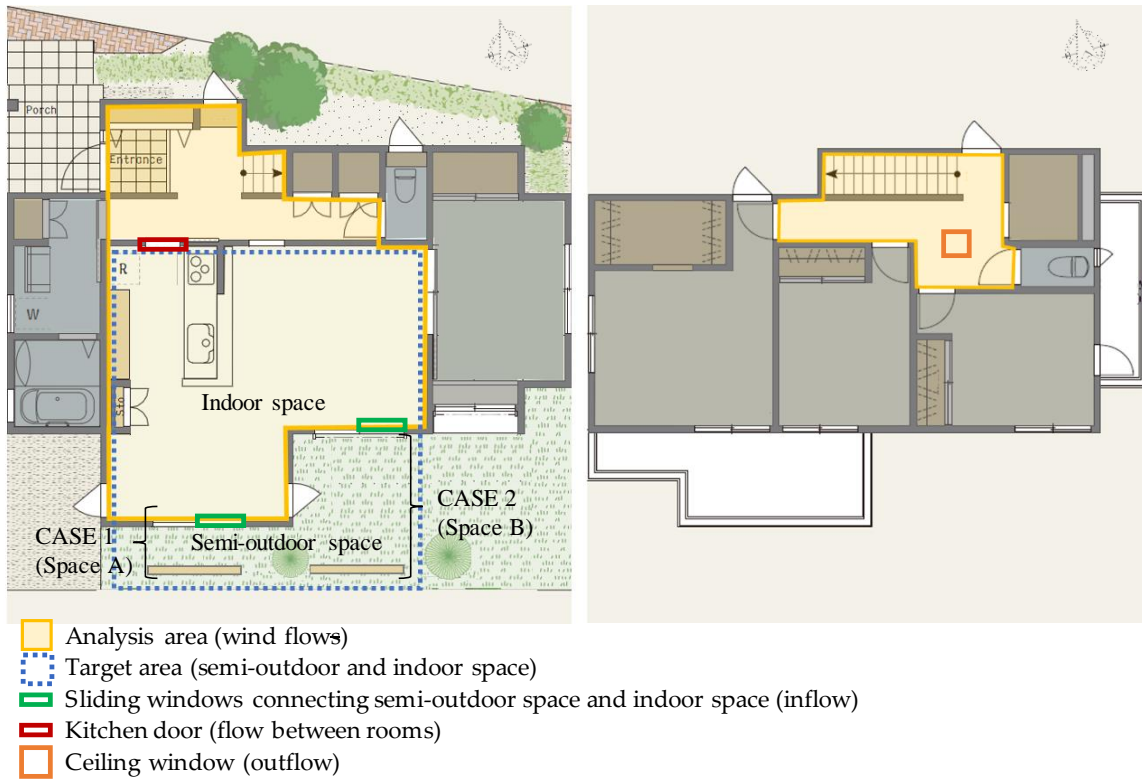 Porch
Entrance
R
W
Sto
Indoor space
CASE 1
(Space A)
Semi-outdoor space
CASE 2
(Space B)
Analysis area (wind flows)
Target area (semi-outdoor and indoor space)
Sliding windows connecting semi-outdoor space and indoor space (inflow)
Kitchen door (flow between rooms)
Ceiling window (outflow)